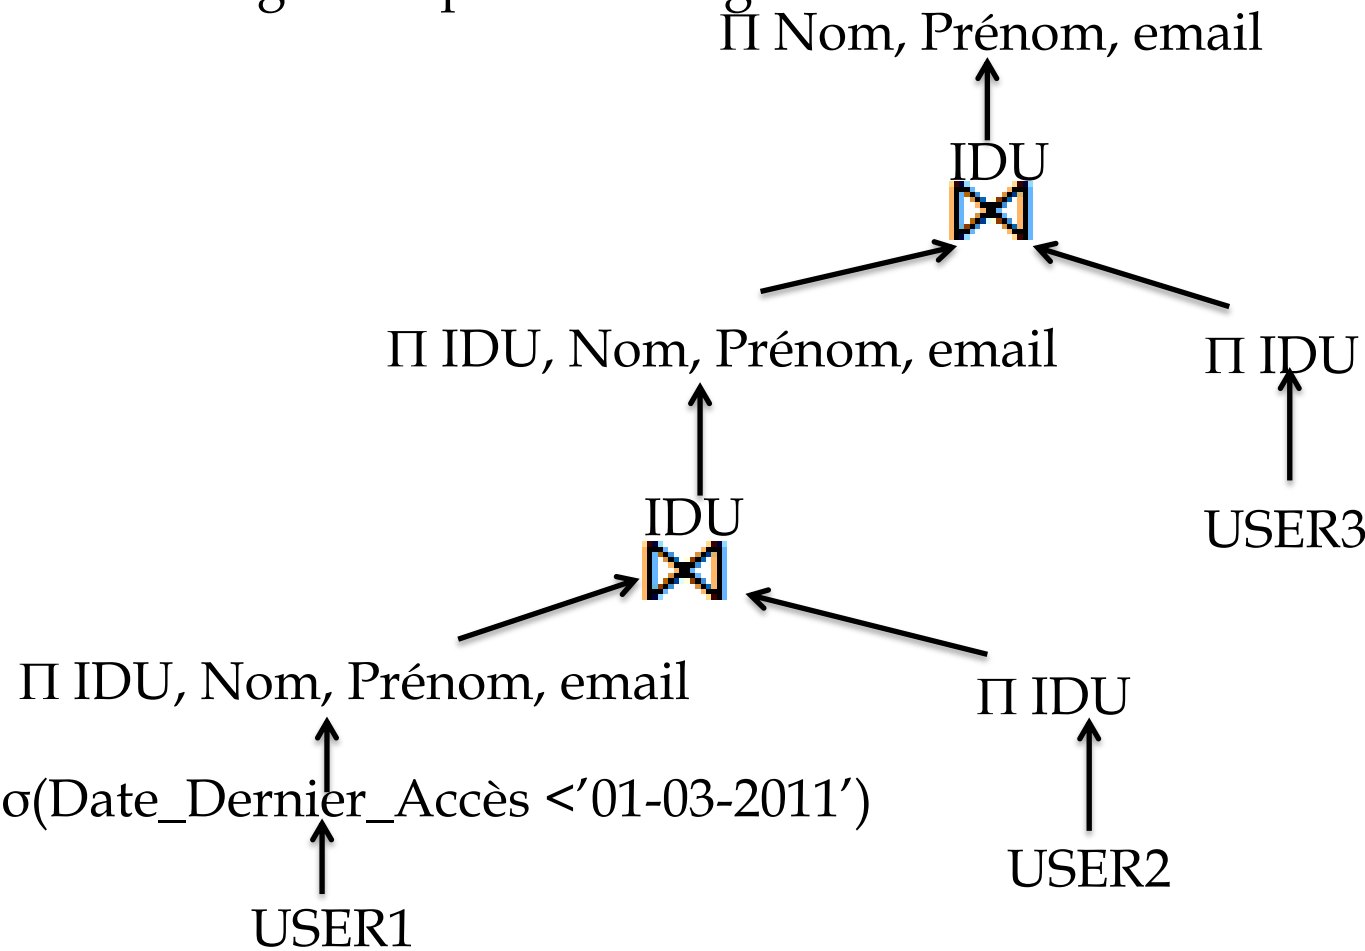 Π Nom, Prénom, email
IDU
Π IDU, Nom, Prénom, email
Π IDU
IDU
USER3
Π IDU, Nom, Prénom, email
Π IDU
σ(Date_Dernier_Accès <’01-03-2011’)
USER2
USER1